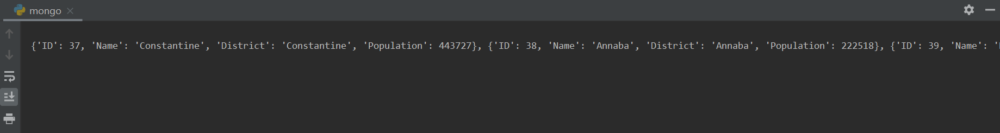 mongo
{'ID': 37, 'Name': 'Constantine', 'District': 'Constantine', 'Population': 443727}, {'ID': 38, 'Name': 'Annaba', 'District': 'Annaba', 'Population': 222518}, {'ID': 39, 'Name': '